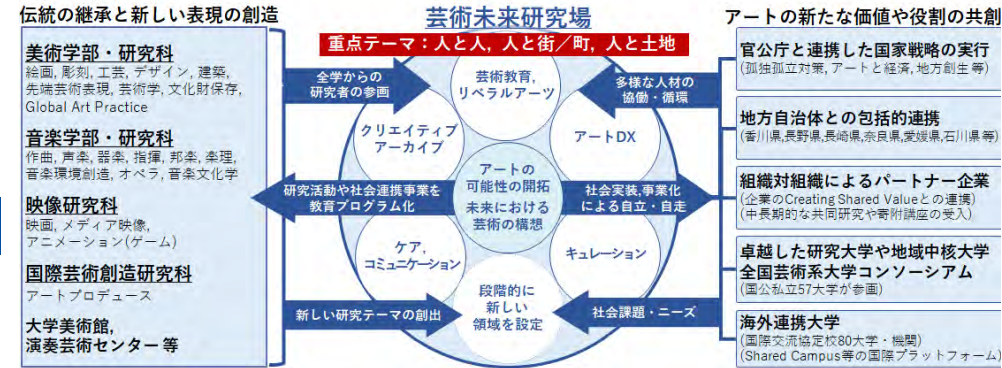 伝統の継承と新しい表現の創造
美術学部・研究科
絵画, 彫刻, 工芸, デザイン, 建築,
先端芸術表現, 芸術学, 文化財保存,
Global Art Practice
音楽学部・研究科
作曲, 声楽, 器楽, 指揮, 邦楽, 楽理,
音楽環境創造, オペラ, 音楽文化学
映像研究科
映画, メディア映像,
アニメーション(ゲーム)
国際芸術創造研究科
アートプロデュース
大学美術館,
演奏芸術センター 等
芸術未来研究場
重点テーマ：人と人, 人と街／町, 人と土地
全学からの
研究者の参画
研究活動や社会連携事業を
教育プログラム化
新しい研究テーマの創出
芸術教育,
リベラルアーツ
クリエイティブ
アーカイブ
アートDX
アートの
可能性の開拓
未来における
芸術の構想
ケア,
コミュニケーション
キュレーション
段階的に
新しい
領域を設定
多様な人材の
協働・循環
社会実装,事業化
による自立・自走
社会課題・ニーズ
アートの新たな価値や役割の共創
官公庁と連携した国家戦略の実行
(孤独孤立対策, アートと経済, 地方創生 等)
地方自治体との包括的連携
(香川県,長野県,長崎県,奈良県,愛媛県,石川県 等)
組織対組織によるパートナー企業
(企業のCreating Shared Valueとの連携)
(中長期的な共同研究や寄附講座の受入)
卓越した研究大学や地域中核大学
全国芸術系大学コンソーシアム
(国公私立57大学が参画)
海外連携大学
(国際交流協定校80大学・機関)
(Shared Campus等の国際プラットフォーム)